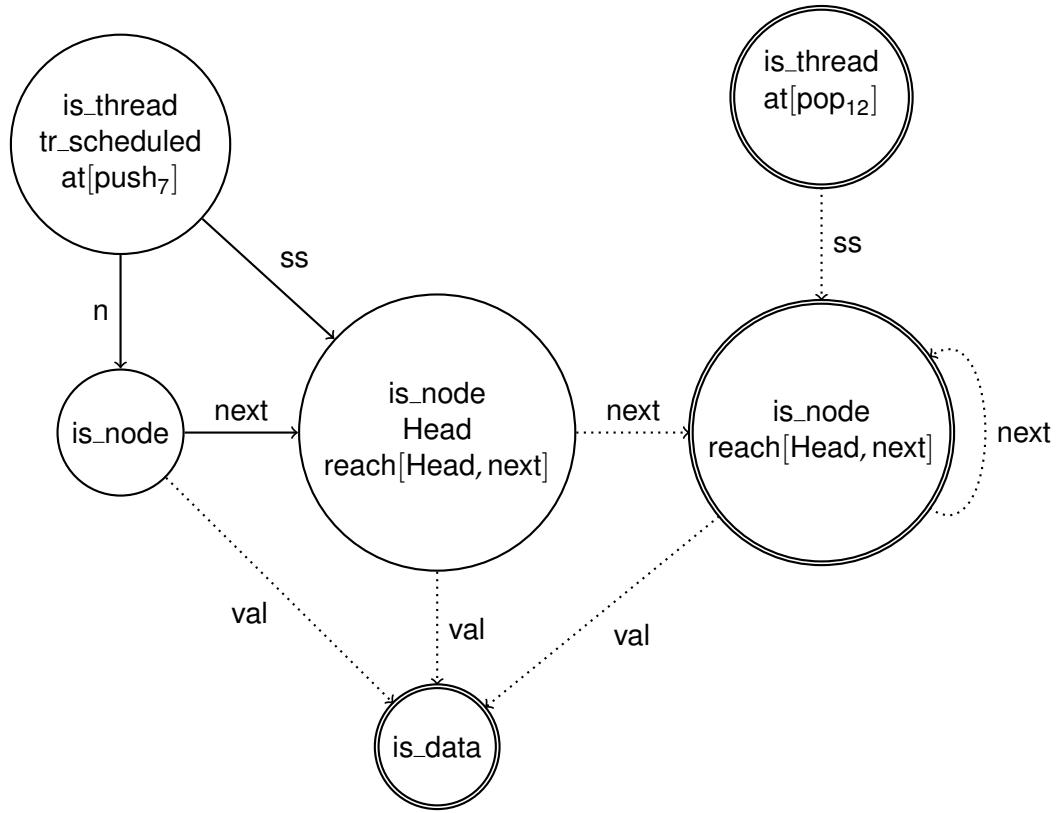 is_thread
tr_scheduled
at[push₇]
is_thread
at[pop₁₂]
ss
ss
n
is_node
next
is_node
Head
reach[Head, next]
next
is_node
reach[Head, next]
next
val
val
val
is_data